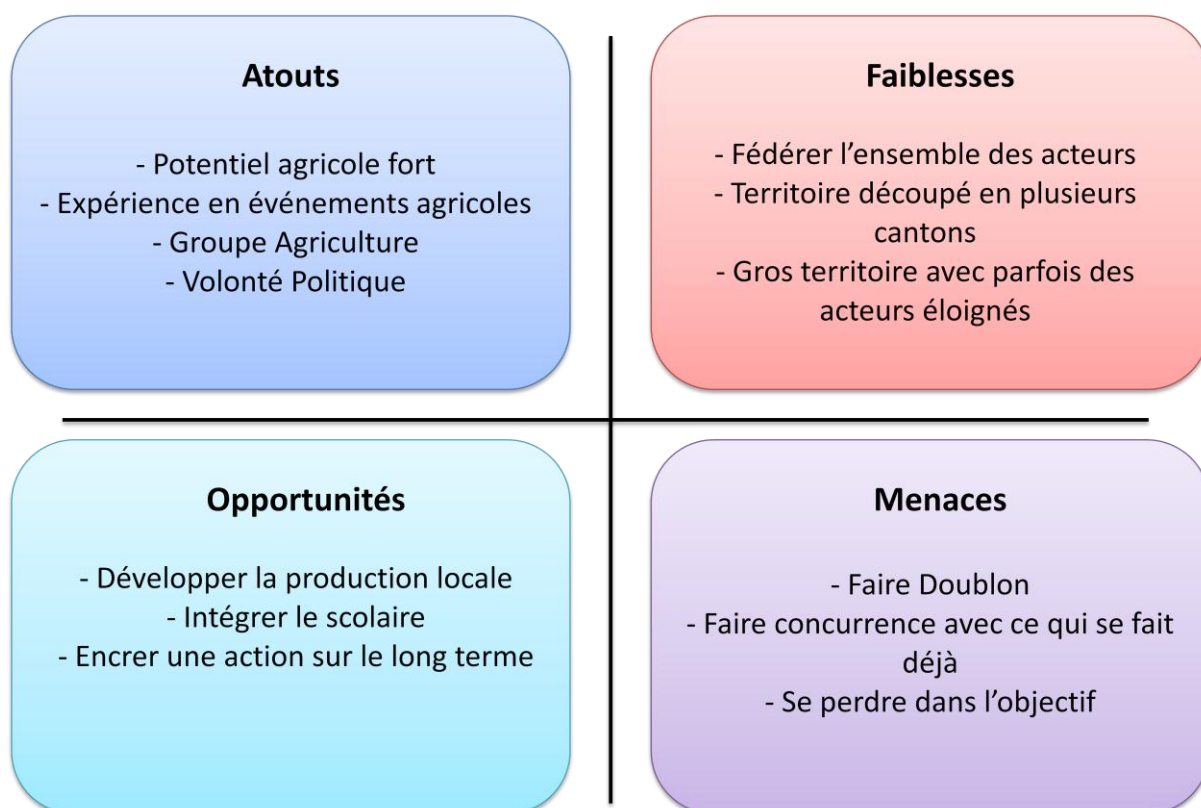 Atouts
- Potentiel agricole fort
- Expérience en événements agricoles
- Groupe Agriculture
- Volonté Politique
Faiblesses
- Fédérer l’ensemble des acteurs
- Territoire découpé en plusieurs
cantons
- Gros territoire avec parfois des
acteurs éloignés
Opportunités
- Développer la production locale
- Intégrer le scolaire
- Encrer une action sur le long terme
Menaces
- Faire Doublon
- Faire concurrence avec ce qui se fait
déjà
- Se perdre dans l’objectif